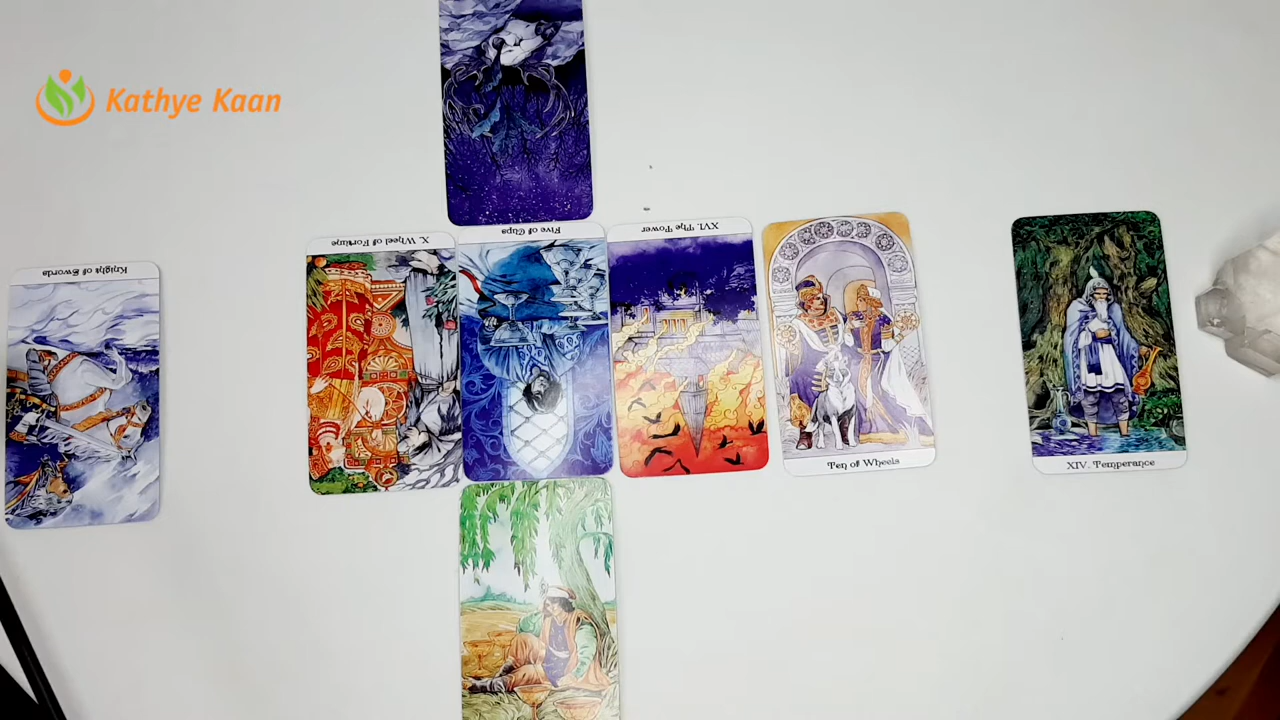 Kathye Kaan
XVI. The Tower
Five of Cups
X. Wheel of Fortune
Knight of Swords
Ten of Wheels
XIV. Temperance